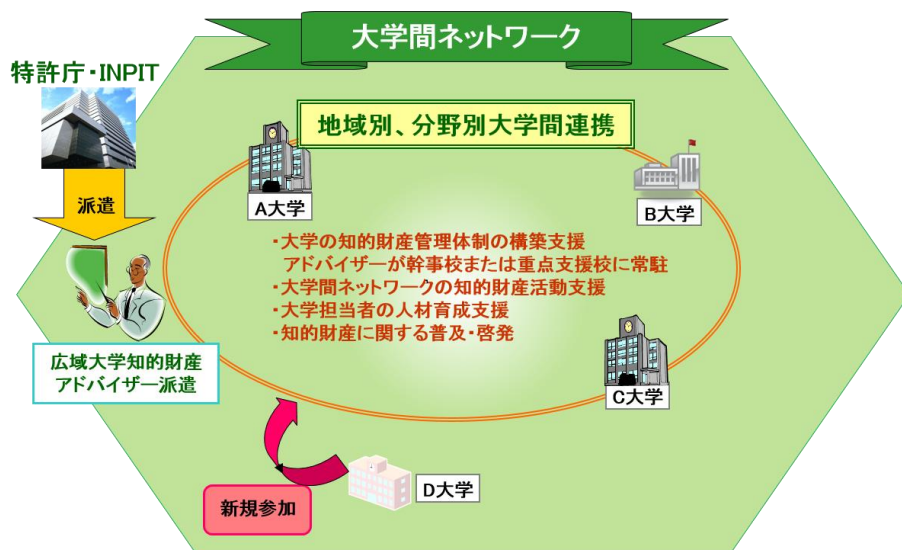 大学間ネットワーク
特許庁・INPIT
地域別、分野別大学間連携
派遣
A大学
B大学
・大学の知的財産管理体制の構築支援
アドバイザーが幹事校または重点支援校に常駐
・大学間ネットワークの知的財産活動支援
・大学担当者の人材育成支援
・知的財産に関する普及・啓発
広域大学知的財産
アドバイザー派遣
C大学
D大学
新規参加